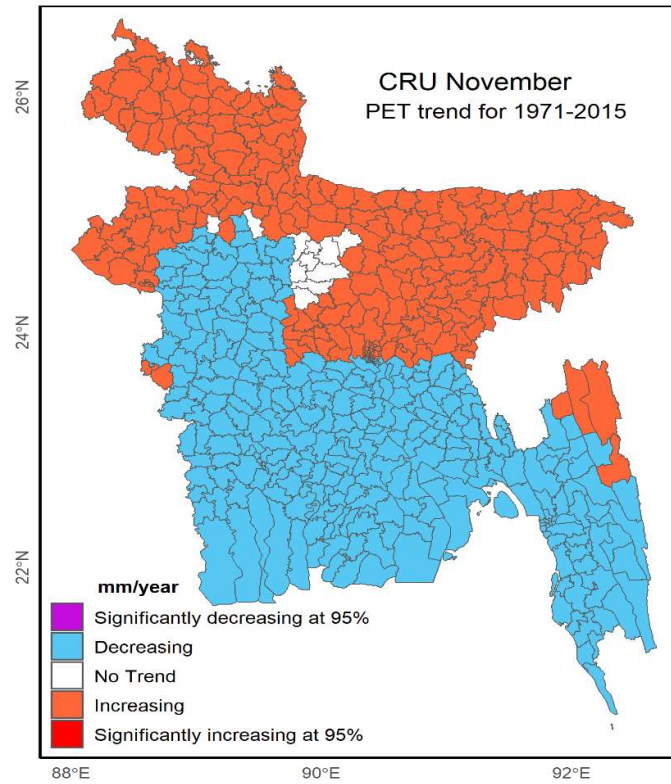 CRU November
PET trend for 1971-2015
26°N
24°N
22°N
mm/year
Significantly decreasing at 95%
Decreasing
No Trend
Increasing
Significantly increasing at 95%
88°E
90°E
92°E